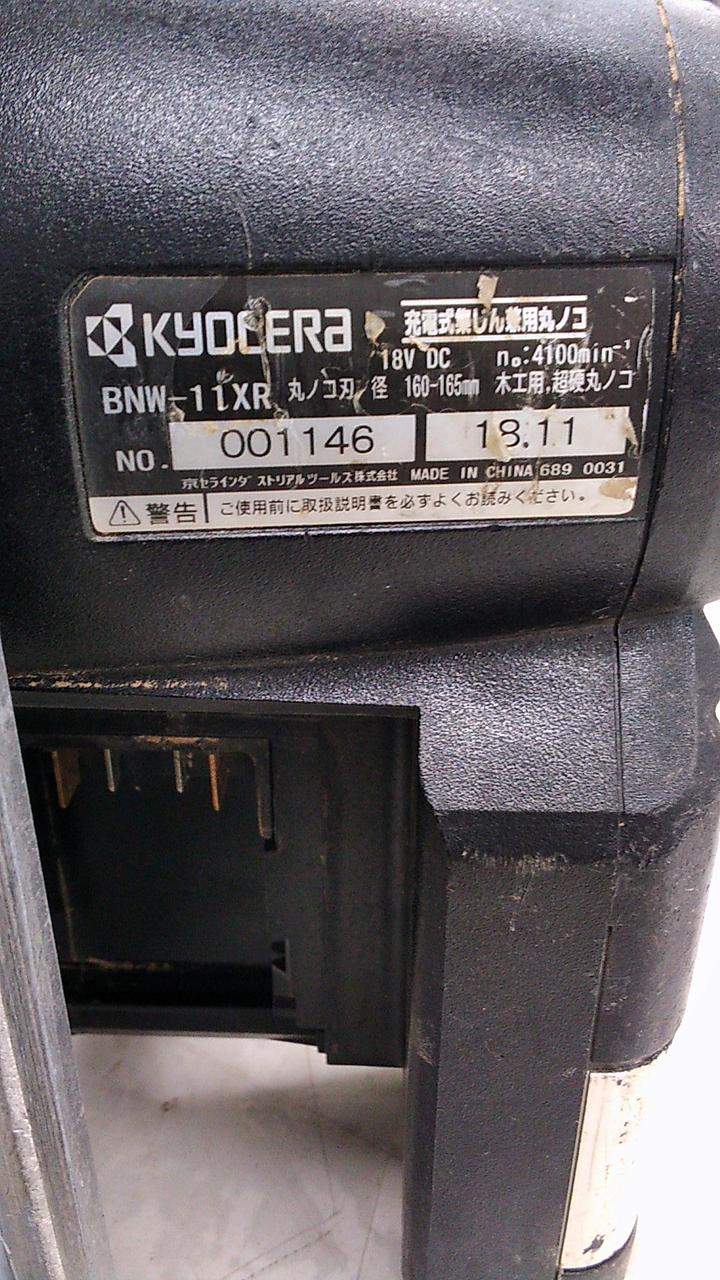 KYOCERA 充電式集じん兼用丸ノコ
18V DC n₀:4100min⁻¹
BNW-11XR 丸ノコ刃ノ径 160-165mm 木工用,超硬丸ノコ
NO. 001146 18.11
京セラインダストリアルツールズ株式会社 MADE IN CHINA 689 0031
警告 ご使用前に取扱説明書を必ずよくお読みください。